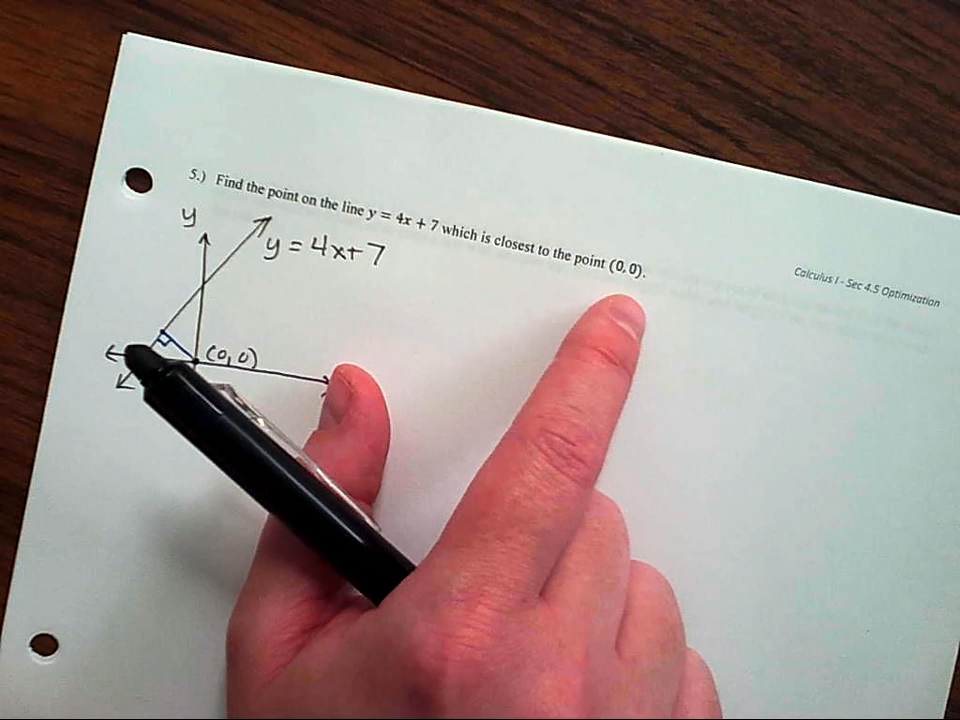 5.) Find the point on the line y = 4x + 7 which is closest to the point (0, 0).
Calculus I - Sec 4.5 Optimization
y
y = 4x+7
(0,0)